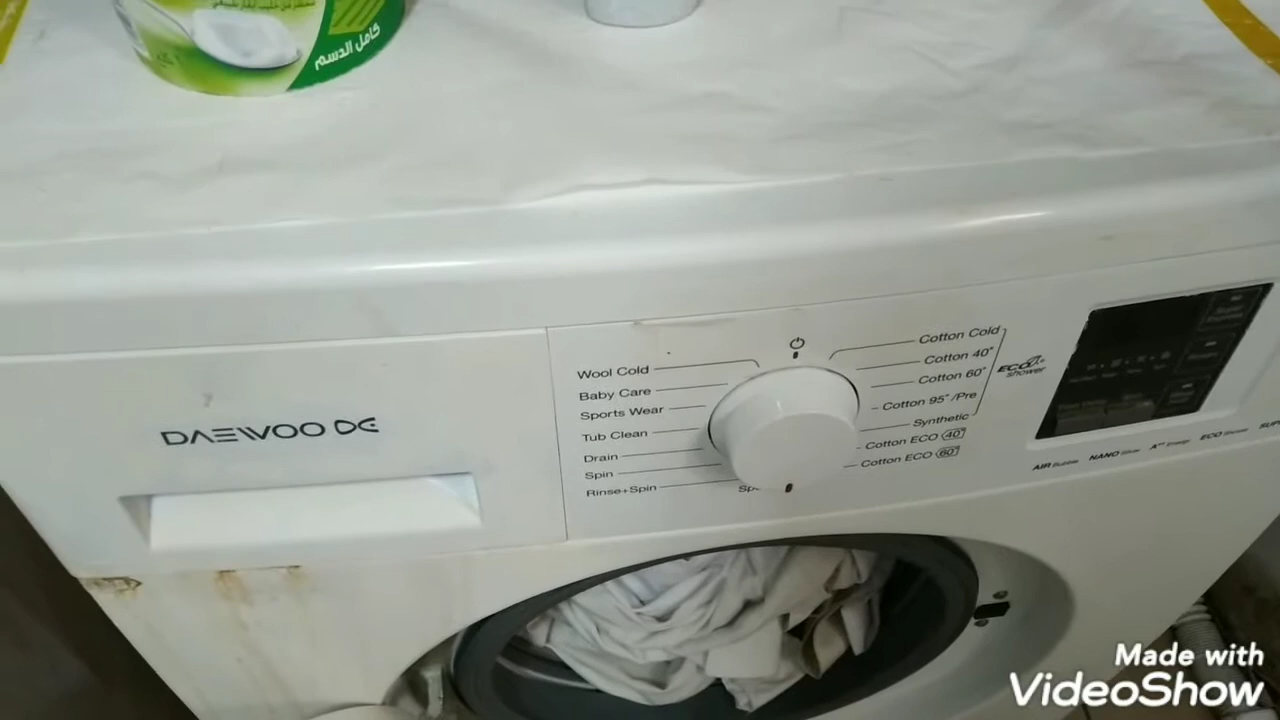 كامل الدسم
DAEWOO
Wool Cold
Baby Care
Sports Wear
Tub Clean
Drain
Spin
Rinse+Spin
Cotton Cold
Cotton 40°
Cotton 60°
Cotton 95°/Pre
Synthetic
Cotton ECO 40°
Cotton ECO 60°
ECO
shower
AIR Bubble
NANO Silver
A++ Energy
ECO Shower
Made with
VideoShow